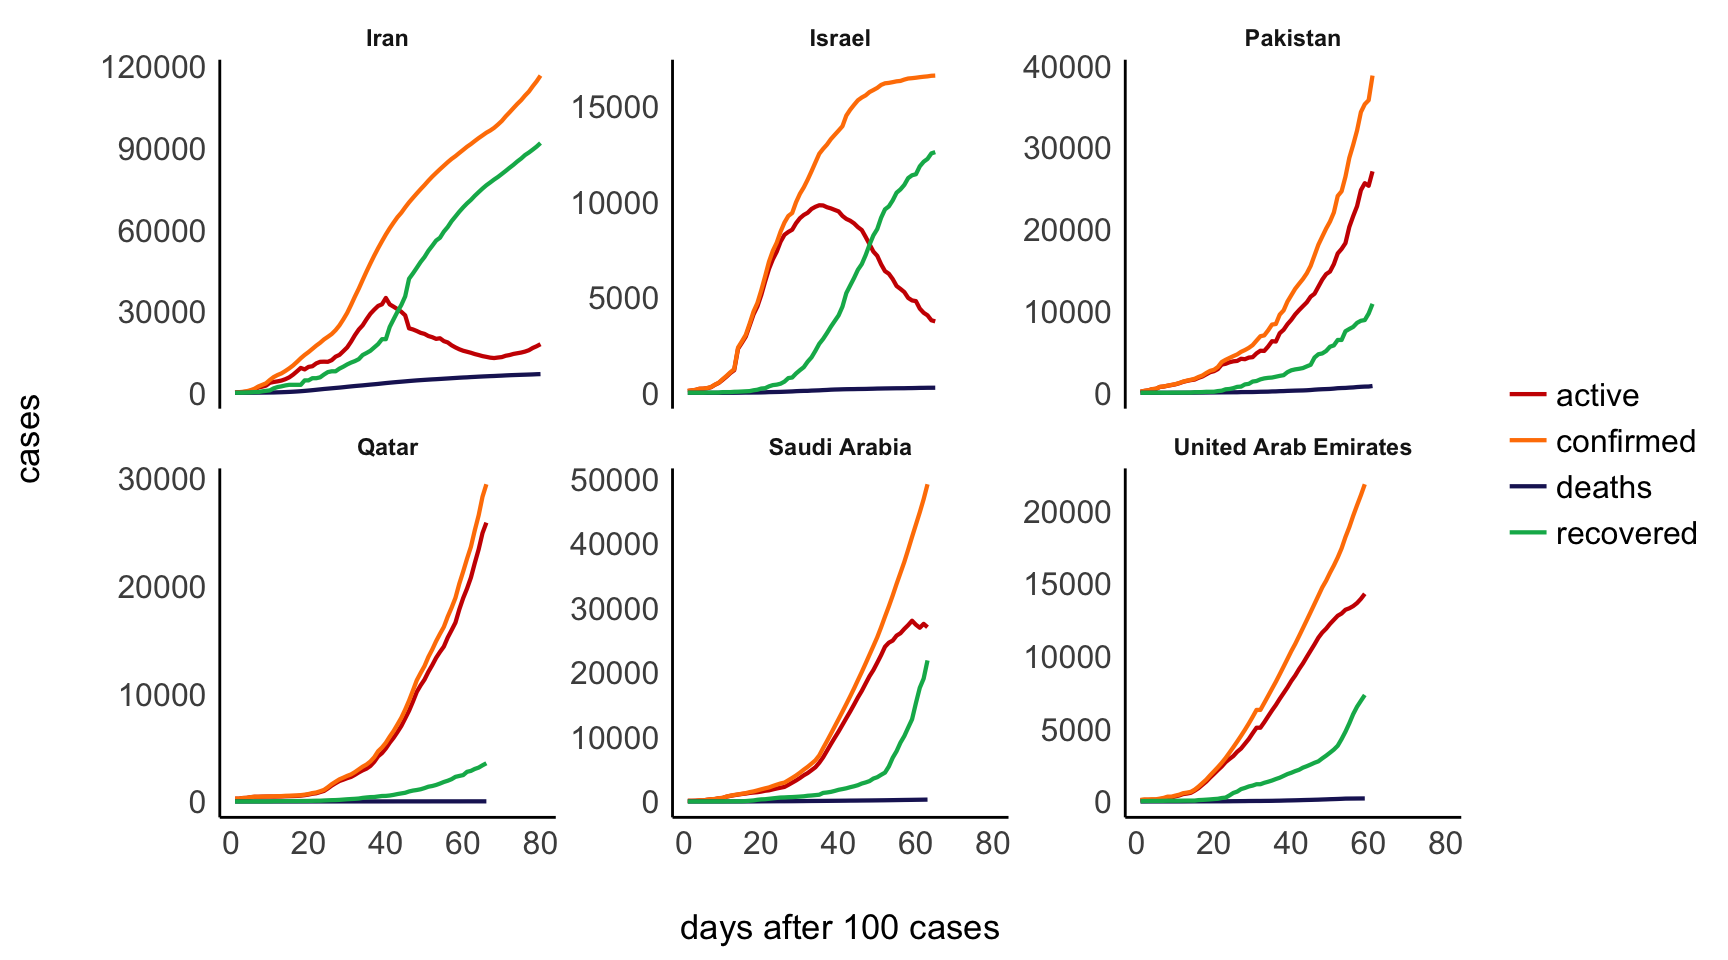 Iran
Israel
Pakistan
120000
90000
60000
30000
0
15000
10000
5000
0
40000
30000
20000
10000
0
cases
Qatar
Saudi Arabia
United Arab Emirates
30000
20000
10000
0
50000
40000
30000
20000
10000
0
20000
15000
10000
5000
0
0 20 40 60 80
0 20 40 60 80
0 20 40 60 80
days after 100 cases
active
confirmed
deaths
recovered